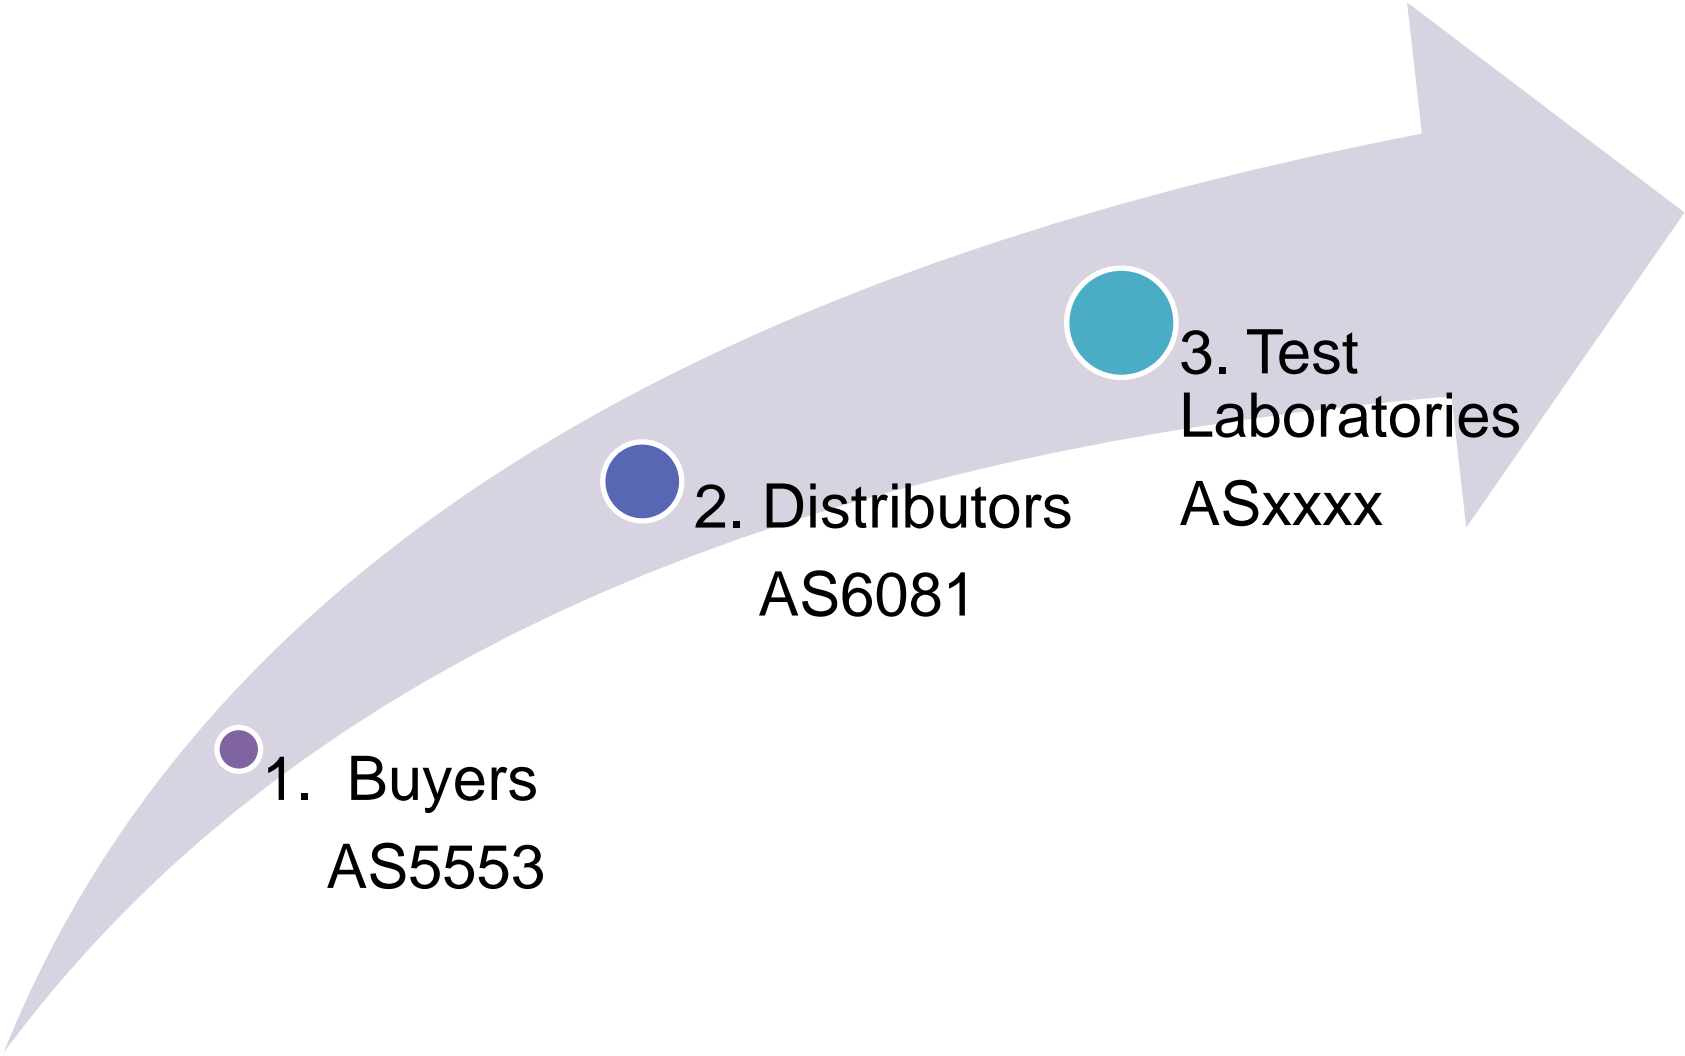 1. Buyers
AS5553
2. Distributors
AS6081
3. Test
Laboratories
ASxxxx